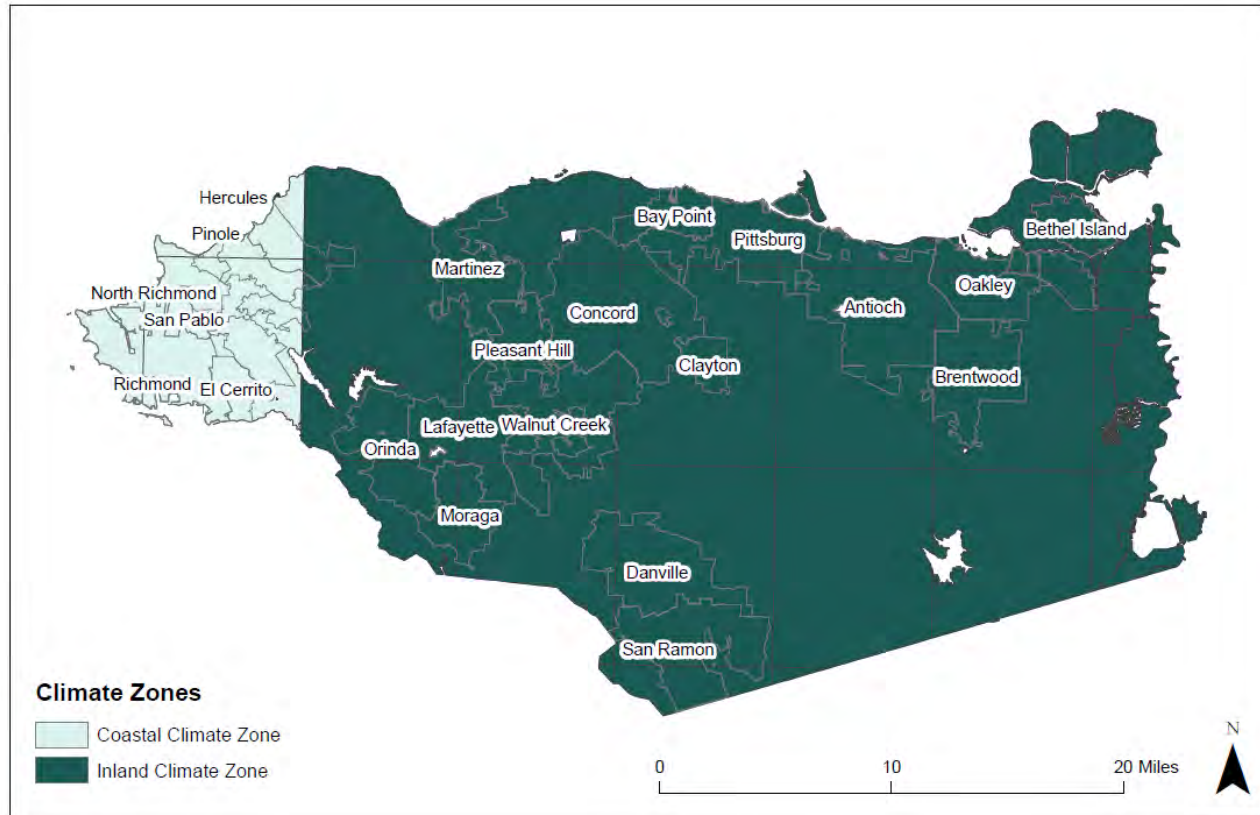 Hercules
Pinole
North Richmond
San Pablo
Richmond
El Cerrito
Martinez
Bay Point
Pittsburg
Bethel Island
Concord
Antioch
Oakley
Pleasant Hill
Clayton
Brentwood
Lafayette
Walnut Creek
Orinda
Moraga
Danville
San Ramon
Climate Zones
Coastal Climate Zone
Inland Climate Zone
0 10 20 Miles
N